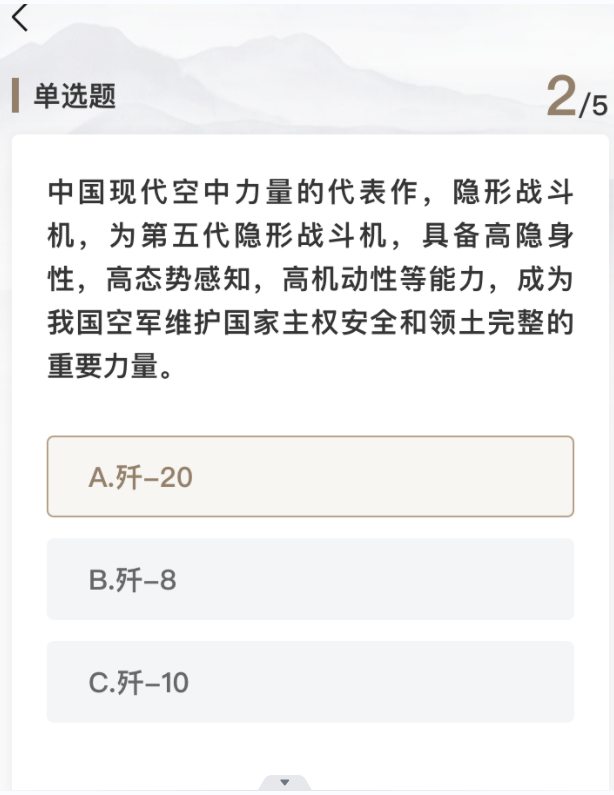 单选题
2/5
中国现代空中力量的代表作，隐形战斗
机，为第五代隐形战斗机，具备高隐身
性，高态势感知，高机动性等能力，成为
我国空军维护国家主权安全和领土完整的
重要力量。
A.歼–20
B.歼–8
C.歼–10